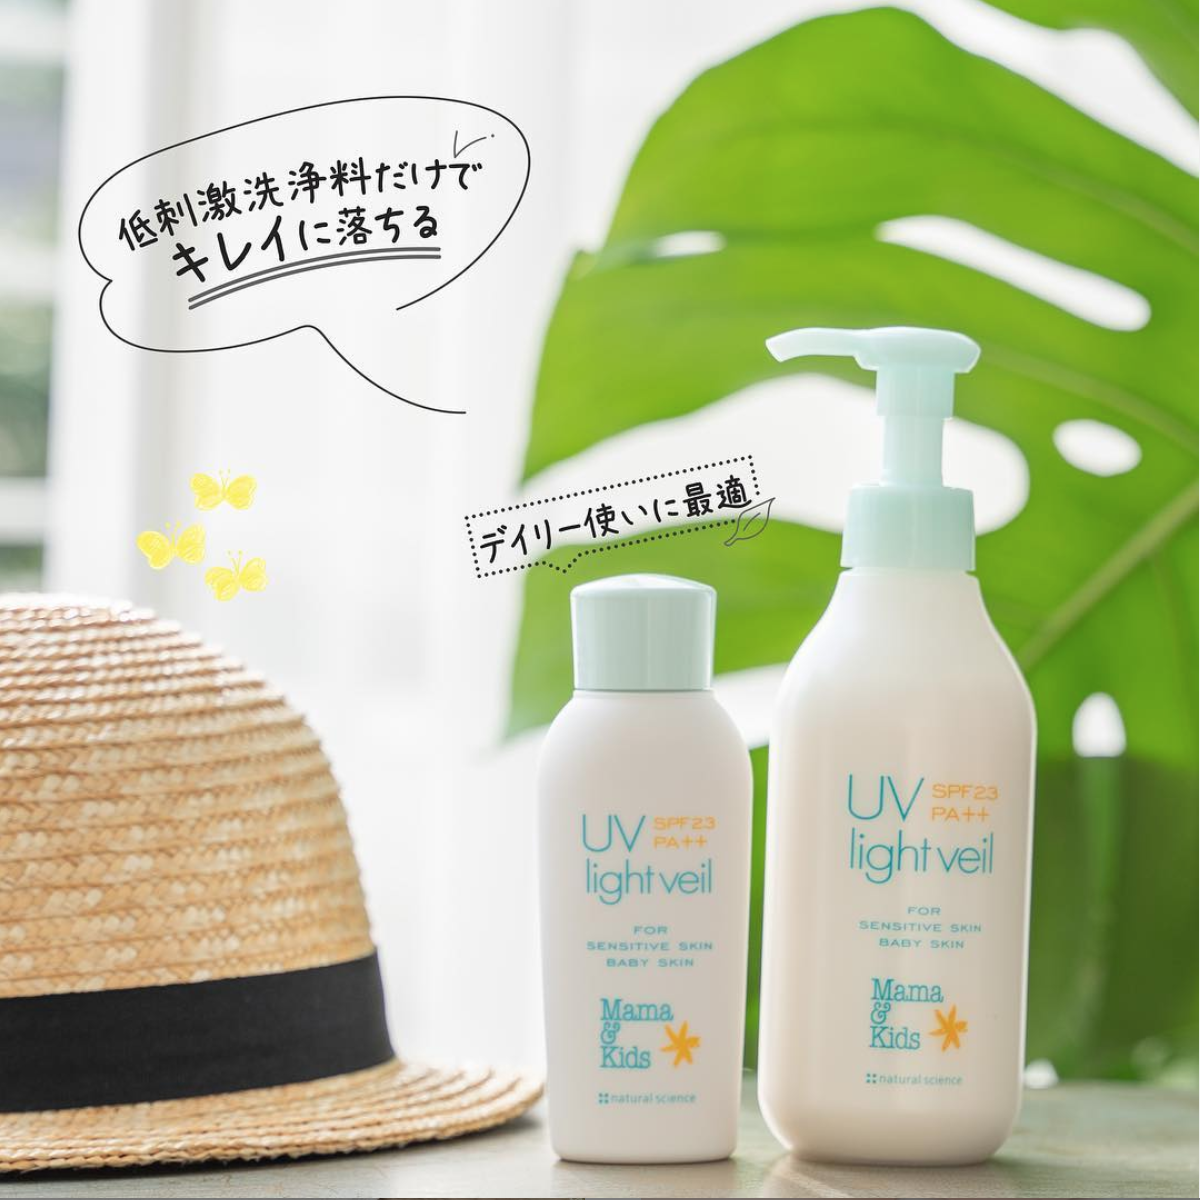 低刺激洗浄料だけで
キレイに落ちる
デイリー使いに最適
UV SPF23
PA++
light veil
FOR
SENSITIVE SKIN
BABY SKIN
Mama
&
Kids
natural science
UV SPF23
PA++
light veil
FOR
SENSITIVE SKIN
BABY SKIN
Mama
&
Kids
natural science